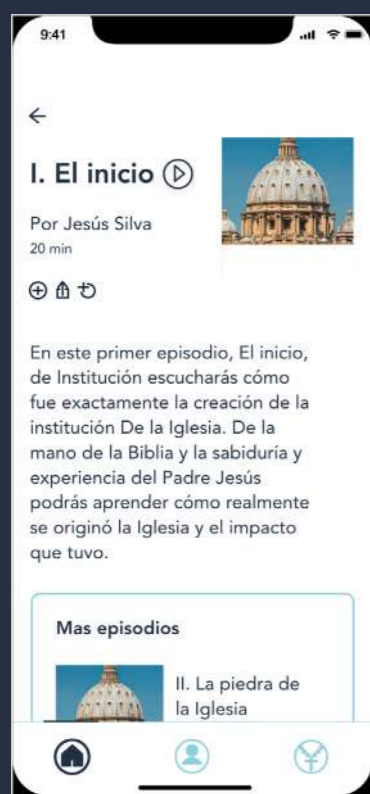 9:41
I. El inicio
Por Jesús Silva
20 min
En este primer episodio, El inicio,
de Institución escucharás cómo
fue exactamente la creación de la
institución De la Iglesia. De la
mano de la Biblia y la sabiduría y
experiencia del Padre Jesús
podrás aprender cómo realmente
se originó la Iglesia y el impacto
que tuvo.
Mas episodios
II. La piedra de
la Iglesia